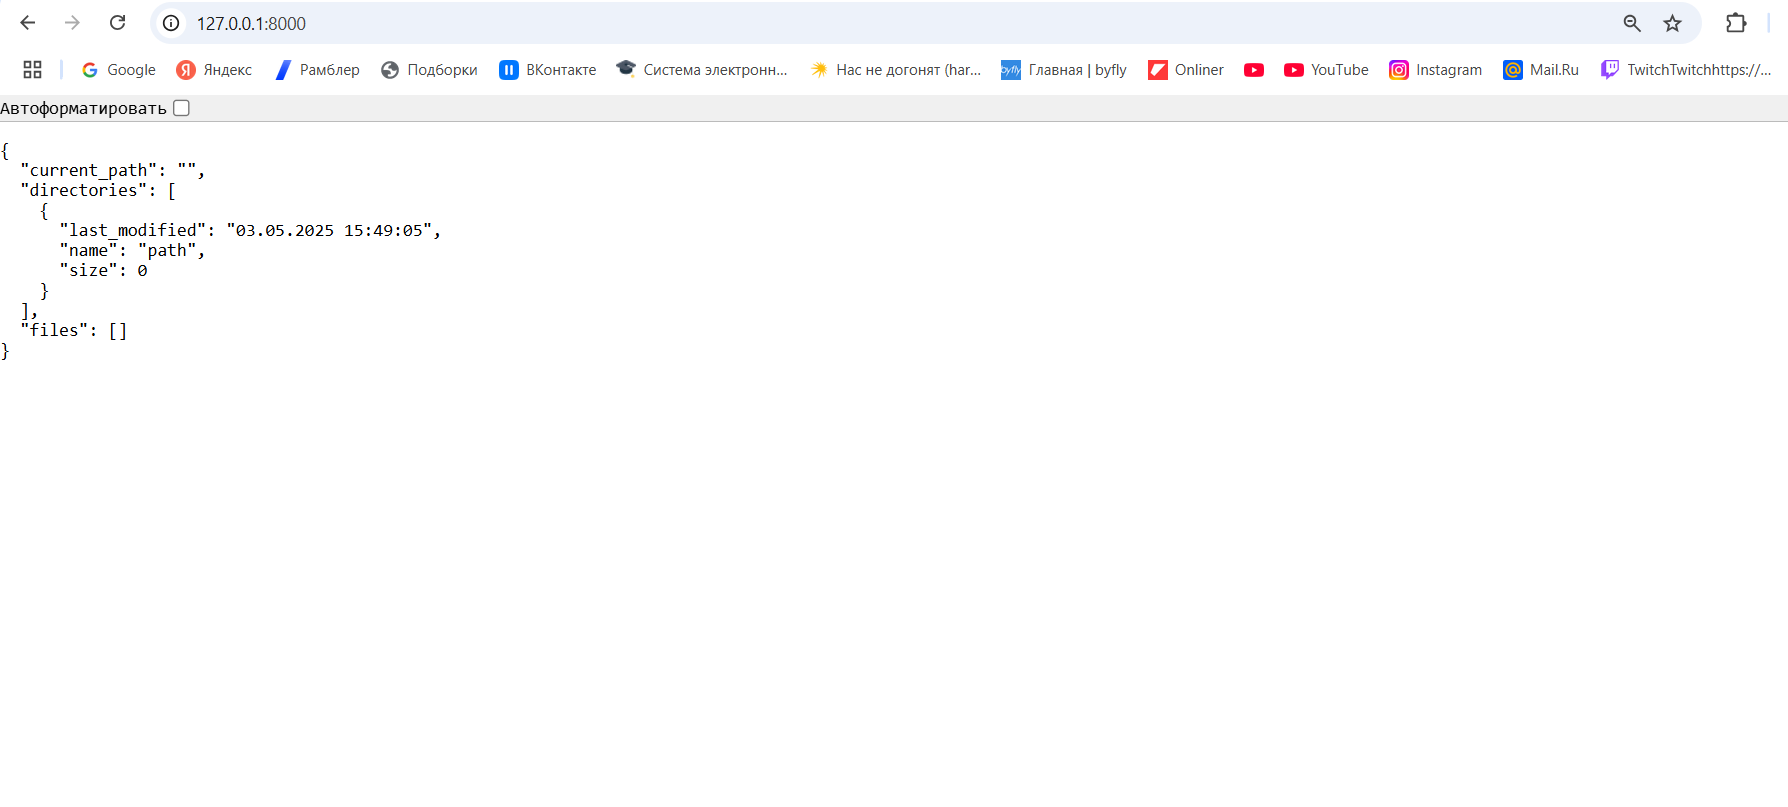 127.0.0.1:8000
Google Яндекс Рамблер Подборки ВКонтакте Система электронн... Нас не догонят (har... byfly Главная | byfly Onliner YouTube Instagram Mail.Ru TwitchTwitchhttps://...
Автоформатировать
{
  "current_path": "",
  "directories": [
    {
      "last_modified": "03.05.2025 15:49:05",
      "name": "path",
      "size": 0
    }
  ],
  "files": []
}